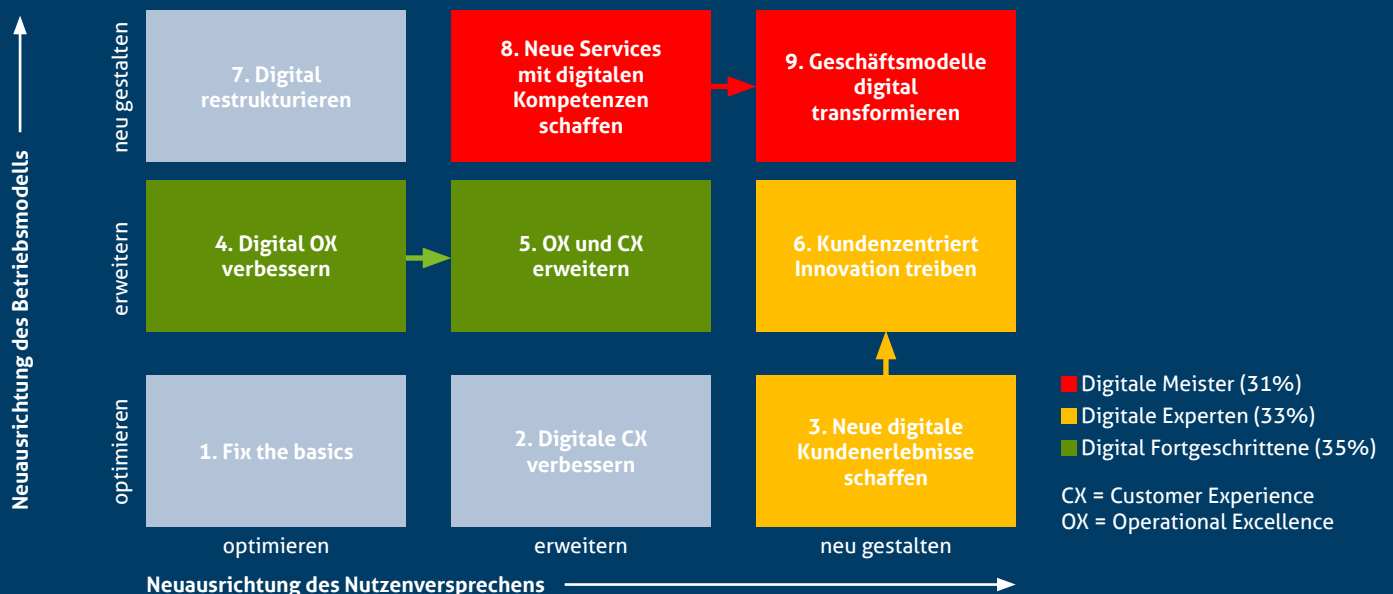 Neuausrichtung des Betriebsmodells
neu gestalten
7. Digital
restrukturieren
8. Neue Services
mit digitalen
Kompetenzen
schaffen
9. Geschäftsmodelle
digital
transformieren
erweitern
4. Digital OX
verbessern
5. OX und CX
erweitern
6. Kundenzentriert
Innovation treiben
optimieren
1. Fix the basics
2. Digitale CX
verbessern
3. Neue digitale
Kundenerlebnisse
schaffen
optimieren
erweitern
neu gestalten
Neuausrichtung des Nutzenversprechens
Digitale Meister (31%)
Digitale Experten (33%)
Digital Fortgeschrittene (35%)
CX = Customer Experience
OX = Operational Excellence